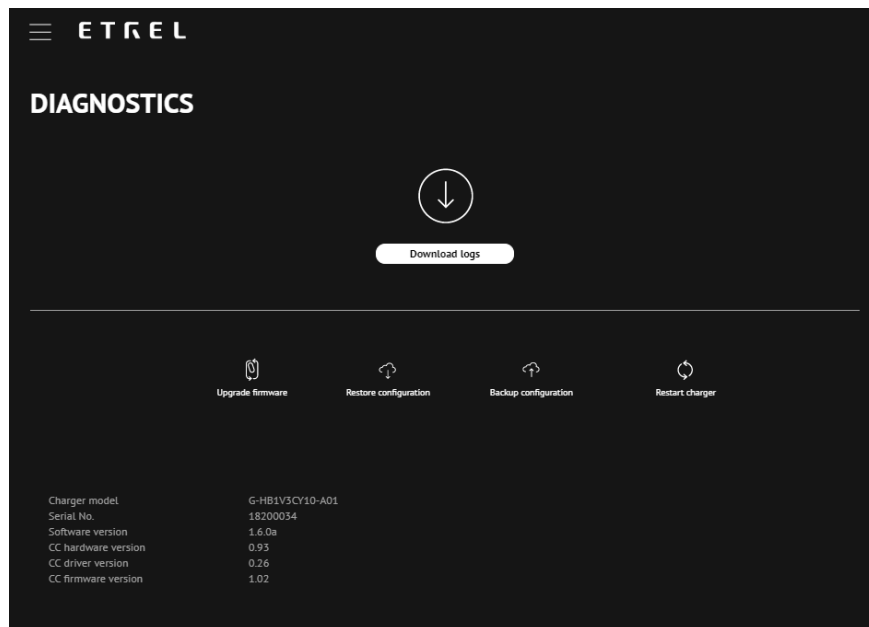 ETREL
DIAGNOSTICS
Download logs
Upgrade firmware Restore configuration Backup configuration Restart charger
Charger model G-HB1V3CY10-A01
Serial No. 18200034
Software version 1.6.0a
CC hardware version 0.93
CC driver version 0.26
CC firmware version 1.02